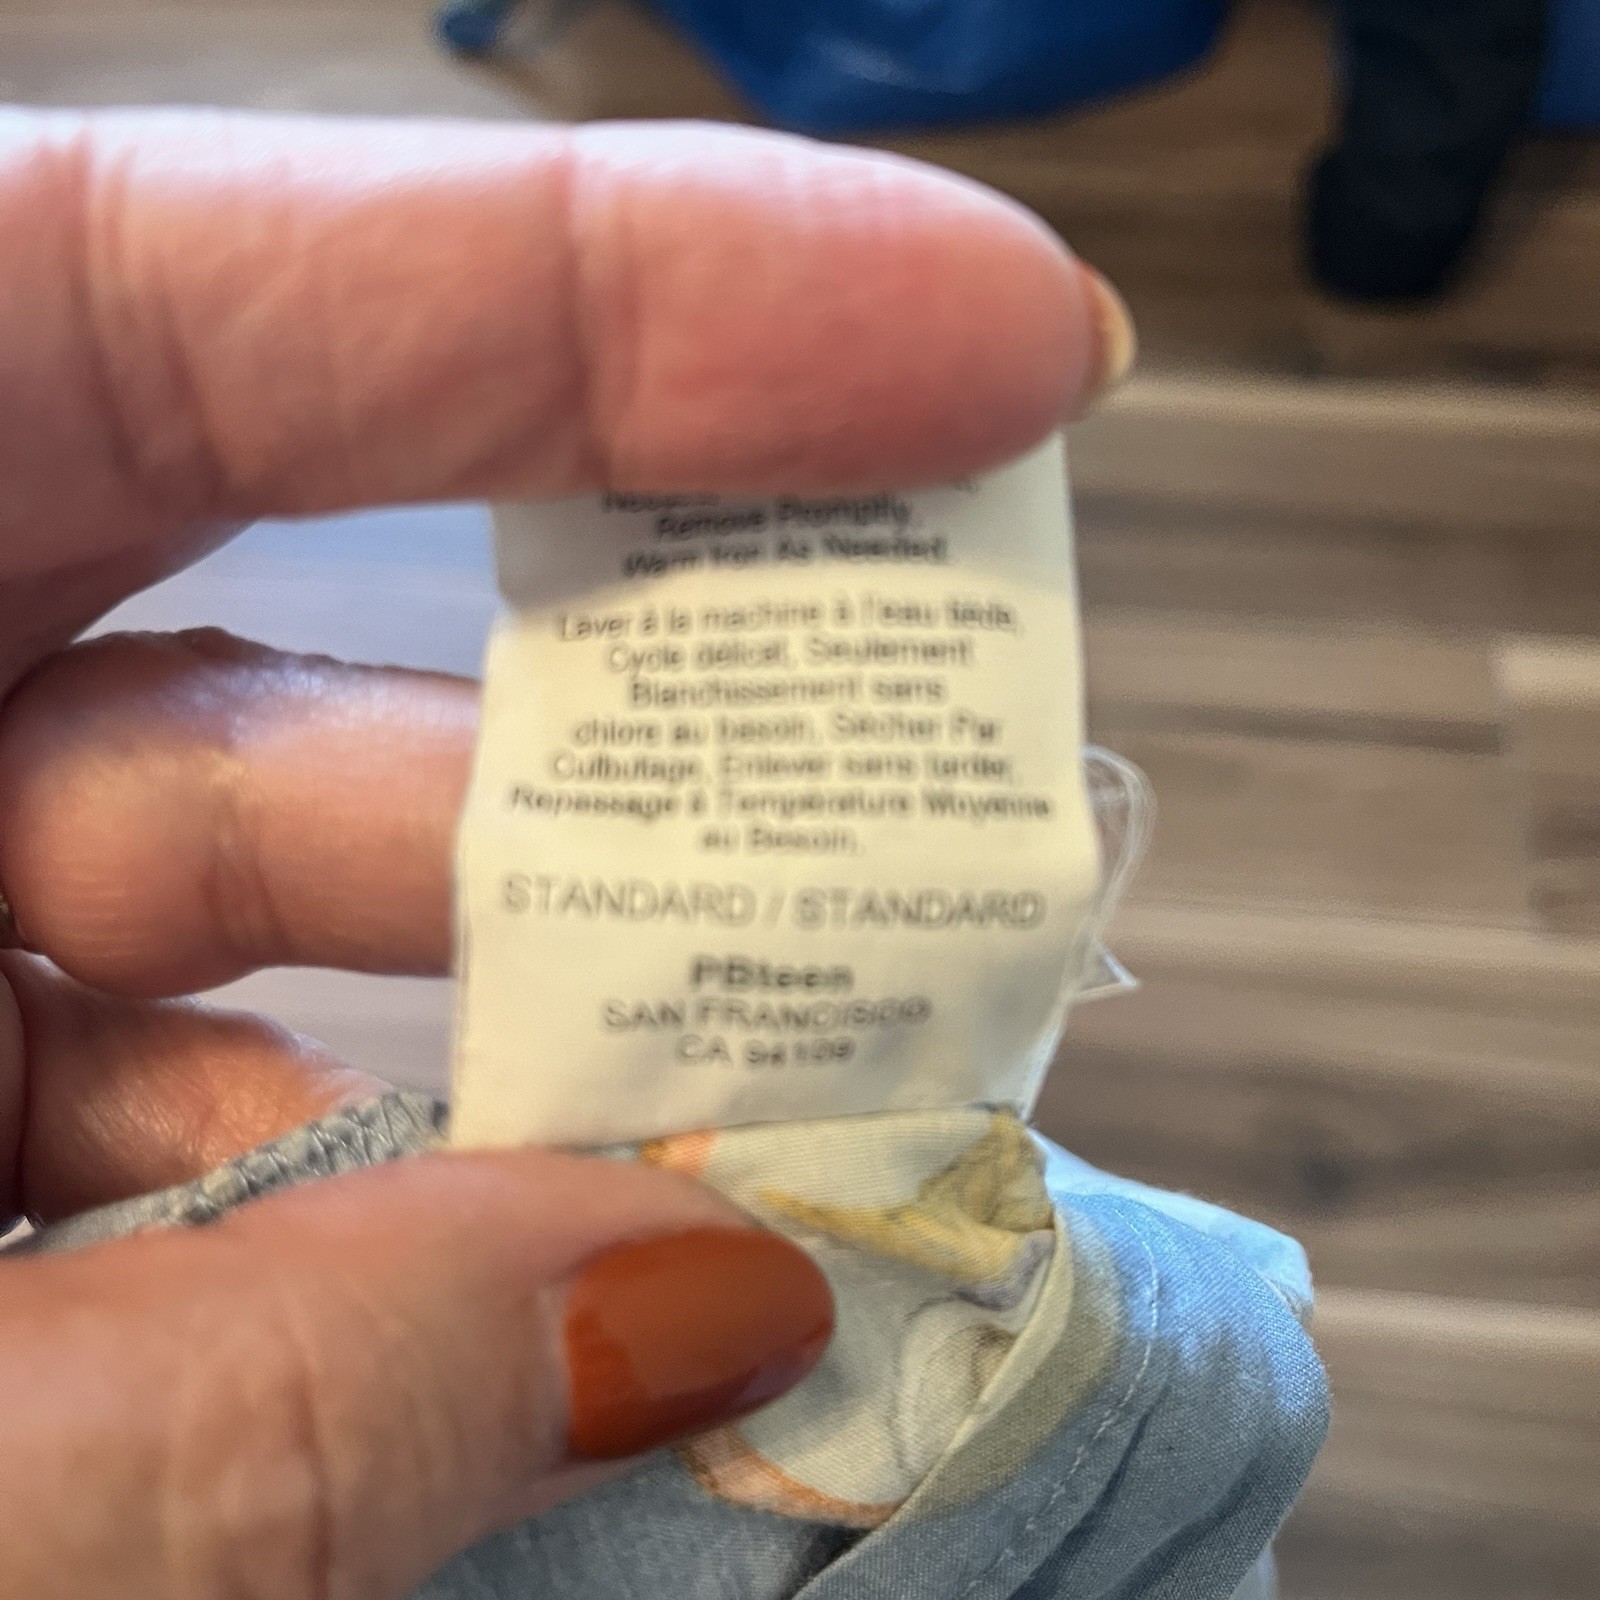 Remove Promptly,
Warm Iron As Needed.
Laver à la machine à l'eau tiède,
Cycle délicat, Seulement
Blanchissement sans
chlore au besoin, Sécher Par
Culbutage, Enlever sans tarder,
Repassage à Température Moyenne
au Besoin.
STANDARD / STANDARD
PBteen
SAN FRANCISCO
CA 94109